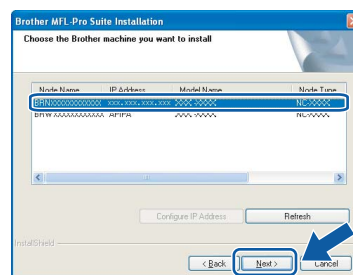 Brother MFL-Pro Suite Installation
Choose the Brother machine you want to install
Node Name IP Address Model Name Node Type
BRNXXXXXXXXXXXX XXX.XXX.XXX.XXX XXX-XXXX NC-XXXX
BRWXXXXXXXXXXXX APIPA XXX-XXXX NC-XXXX
Configure IP Address Refresh
InstallShield
< Back Next > Cancel